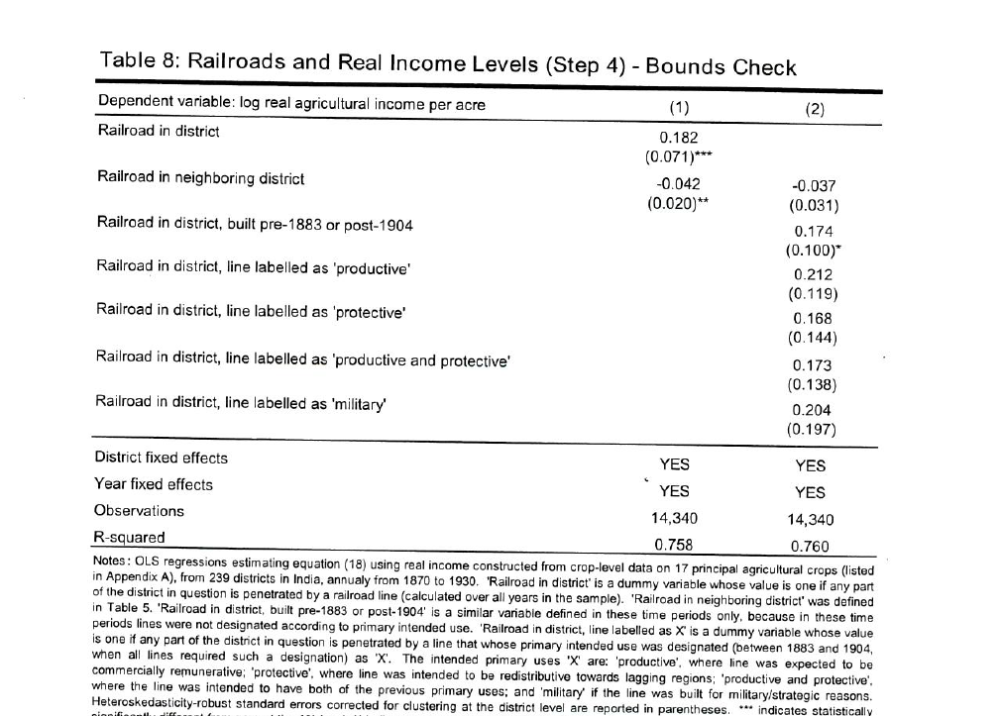 Table 8: Railroads and Real Income Levels (Step 4) - Bounds Check
Dependent variable: log real agricultural income per acre (1) (2)
Railroad in district 0.182
(0.071)***
Railroad in neighboring district -0.042 -0.037
(0.020)** (0.031)
Railroad in district, built pre-1883 or post-1904 0.174
(0.100)*
Railroad in district, line labelled as 'productive' 0.212
(0.119)
Railroad in district, line labelled as 'protective' 0.168
(0.144)
Railroad in district, line labelled as 'productive and protective' 0.173
(0.138)
Railroad in district, line labelled as 'military' 0.204
(0.197)
District fixed effects YES YES
Year fixed effects YES YES
Observations 14,340 14,340
R-squared 0.758 0.760
Notes: OLS regressions estimating equation (18) using real income constructed from crop-level data on 17 principal agricultural crops (listed
in Appendix A), from 239 districts in India, annualy from 1870 to 1930. 'Railroad in district' is a dummy variable whose value is one if any part
of the district in question is penetrated by a railroad line (calculated over all years in the sample). 'Railroad in neighboring district' was defined
in Table 5. 'Railroad in district, built pre-1883 or post-1904' is a similar variable defined in these time periods only, because in these time
periods lines were not designated according to primary intended use. 'Railroad in district, line labelled as X' is a dummy variable whose value
is one if any part of the district in question is penetrated by a line that whose primary intended use was designated (between 1883 and 1904,
when all lines required such a designation) as 'X'. The intended primary uses 'X' are: 'productive', where line was expected to be
commercially remunerative; 'protective', where line was intended to be redistributive towards lagging regions; 'productive and protective',
where the line was intended to have both of the previous primary uses; and 'military' if the line was built for military/strategic reasons.
Heteroskedasticity-robust standard errors corrected for clustering at the district level are reported in parentheses. *** indicates statistically